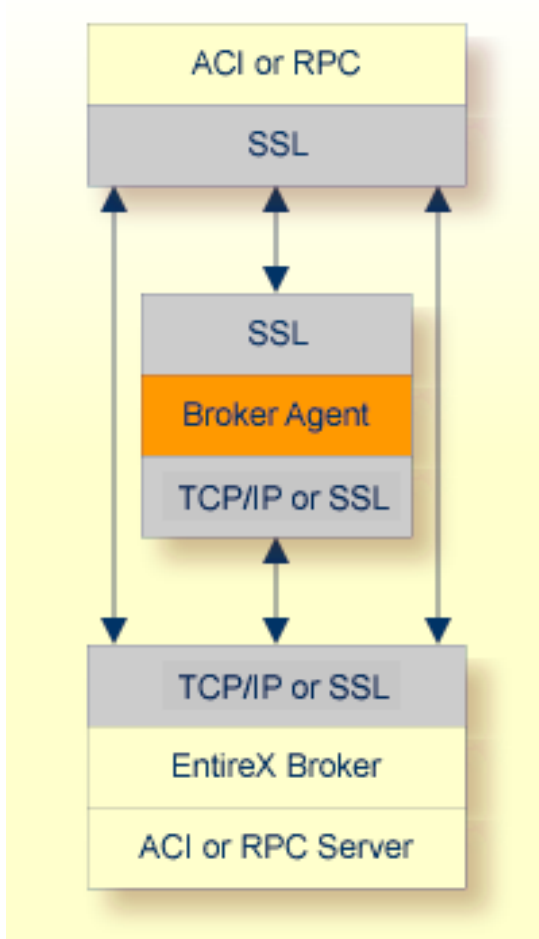 ACI or RPC
SSL
SSL
Broker Agent
TCP/IP or SSL
TCP/IP or SSL
EntireX Broker
ACI or RPC Server